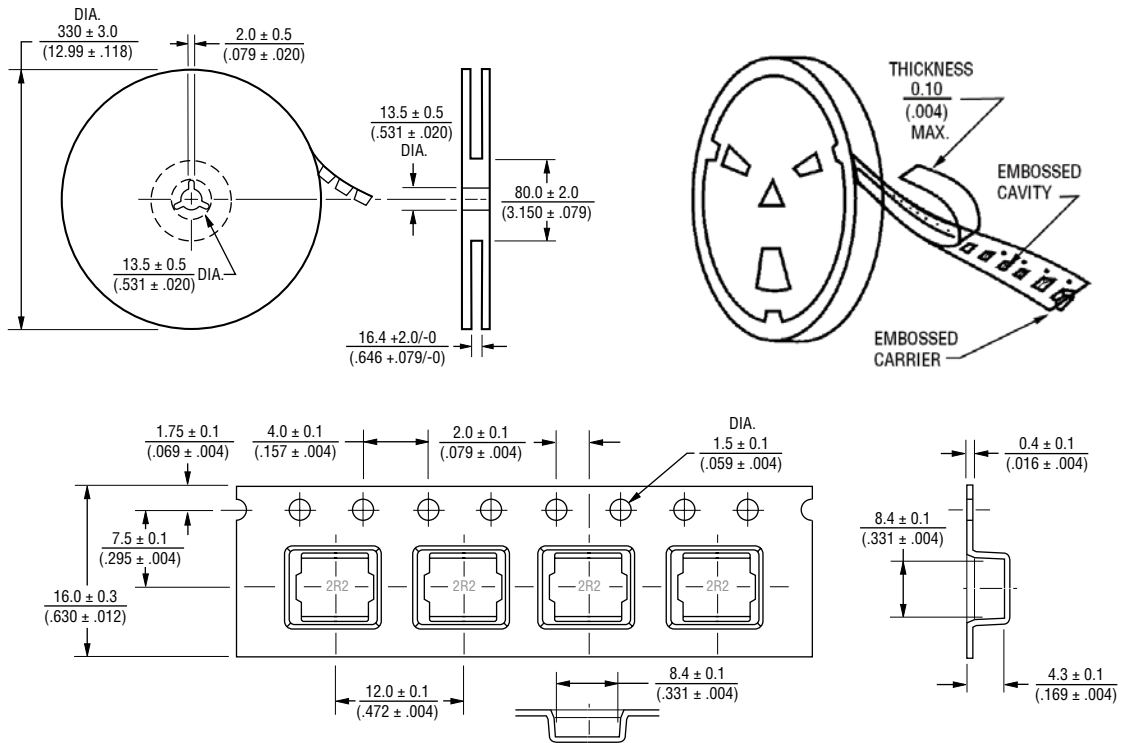 DIA.
330 ± 3.0
(12.99 ± .118)
2.0 ± 0.5
(.079 ± .020)
13.5 ± 0.5
(.531 ± .020)
DIA.
80.0 ± 2.0
(3.150 ± .079)
13.5 ± 0.5
(.531 ± .020)
DIA.
16.4 +2.0/-0
(.646 +.079/-0)
THICKNESS
0.10
(.004)
MAX.
EMBOSSED
CAVITY
EMBOSSED
CARRIER
1.75 ± 0.1
(.069 ± .004)
4.0 ± 0.1
(.157 ± .004)
2.0 ± 0.1
(.079 ± .004)
DIA.
1.5 ± 0.1
(.059 ± .004)
0.4 ± 0.1
(.016 ± .004)
7.5 ± 0.1
(.295 ± .004)
8.4 ± 0.1
(.331 ± .004)
16.0 ± 0.3
(.630 ± .012)
2R2 2R2 2R2 2R2
12.0 ± 0.1
(.472 ± .004)
8.4 ± 0.1
(.331 ± .004)
4.3 ± 0.1
(.169 ± .004)